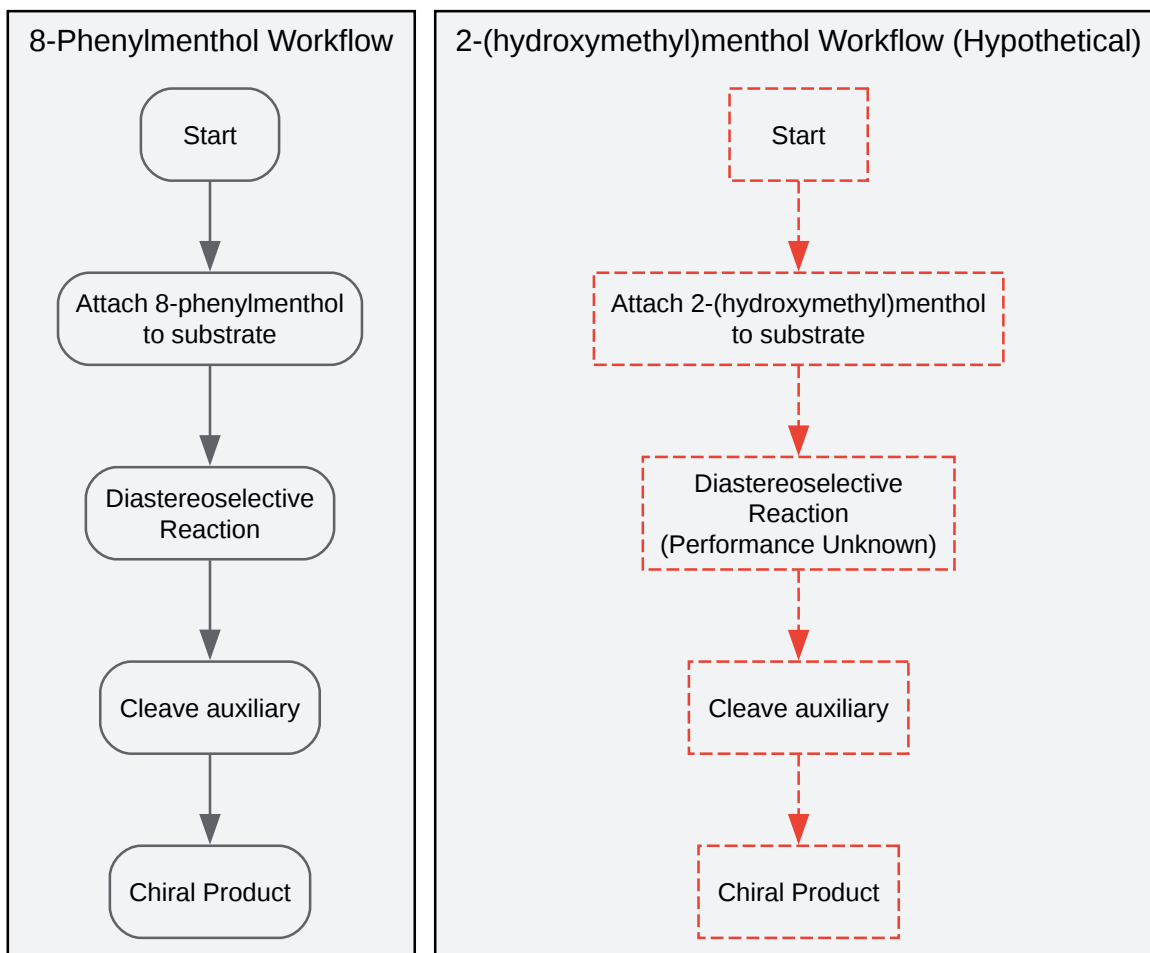 8-Phenylmenthol Workflow
Start
Attach 8-phenylmenthol
to substrate
Diastereoselective
Reaction
Cleave auxiliary
Chiral Product
2-(hydroxymethyl)menthol Workflow (Hypothetical)
Start
Attach 2-(hydroxymethyl)menthol
to substrate
Diastereoselective
Reaction
(Performance Unknown)
Cleave auxiliary
Chiral Product